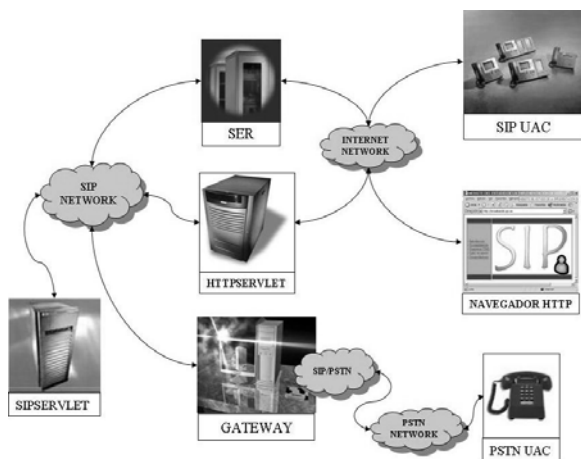 SER
SIP UAC
INTERNET
NETWORK
SIP
NETWORK
HTTPSERVLET
SIP
NAVEGADOR HTTP
SIPSERVLET
SIP/PSTN
GATEWAY
PSTN
NETWORK
PSTN UAC